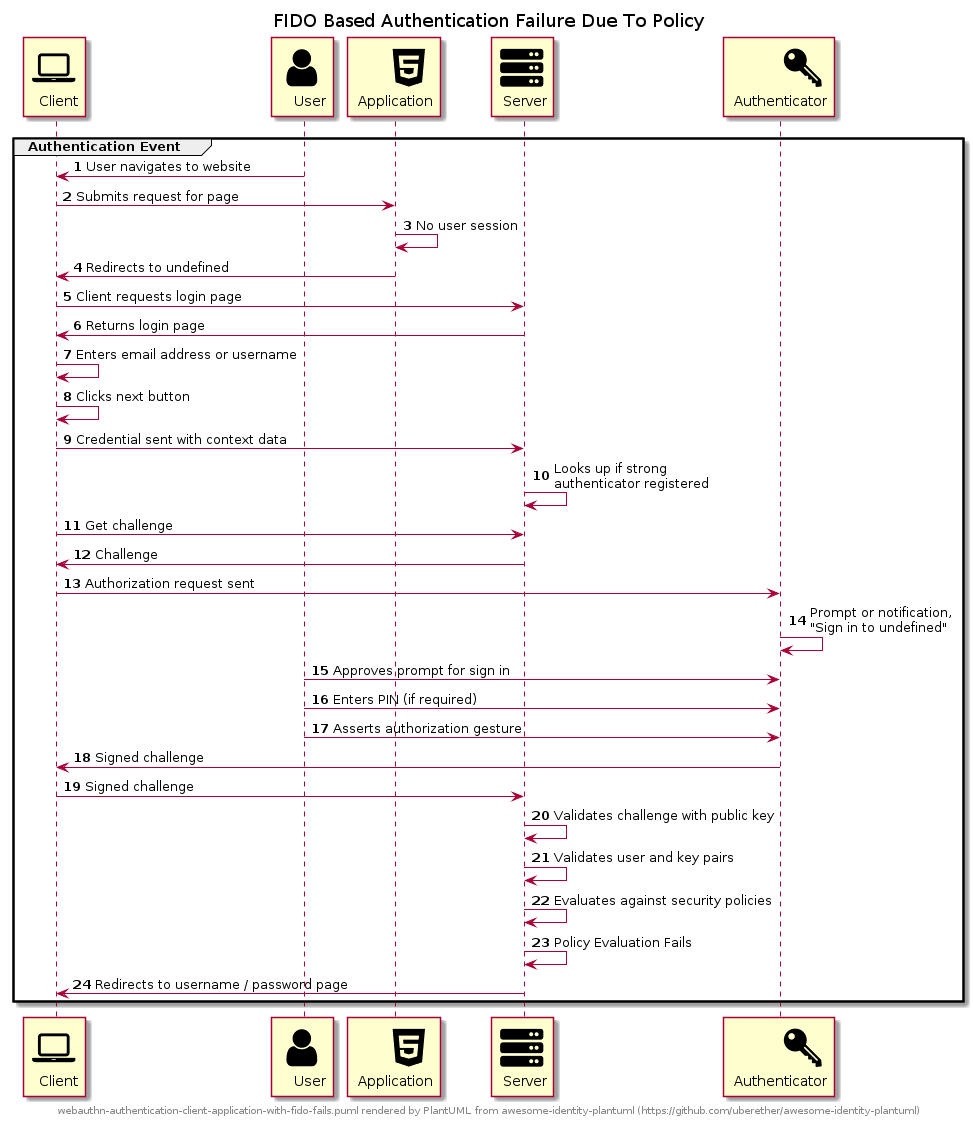 FIDO Based Authentication Failure Due To Policy
Client
User
Application
Server
Authenticator
Authentication Event
1 User navigates to website
2 Submits request for page
3 No user session
4 Redirects to undefined
5 Client requests login page
6 Returns login page
7 Enters email address or username
8 Clicks next button
9 Credential sent with context data
10 Looks up if strong
authenticator registered
11 Get challenge
12 Challenge
13 Authorization request sent
14 Prompt or notification,
"Sign in to undefined"
15 Approves prompt for sign in
16 Enters PIN (if required)
17 Asserts authorization gesture
18 Signed challenge
19 Signed challenge
20 Validates challenge with public key
21 Validates user and key pairs
22 Evaluates against security policies
23 Policy Evaluation Fails
24 Redirects to username / password page
Client
User
Application
Server
Authenticator
webauthn-authentication-client-application-with-fido-fails.puml rendered by PlantUML from awesome-identity-plantuml (https://github.com/uberether/awesome-identity-plantuml)